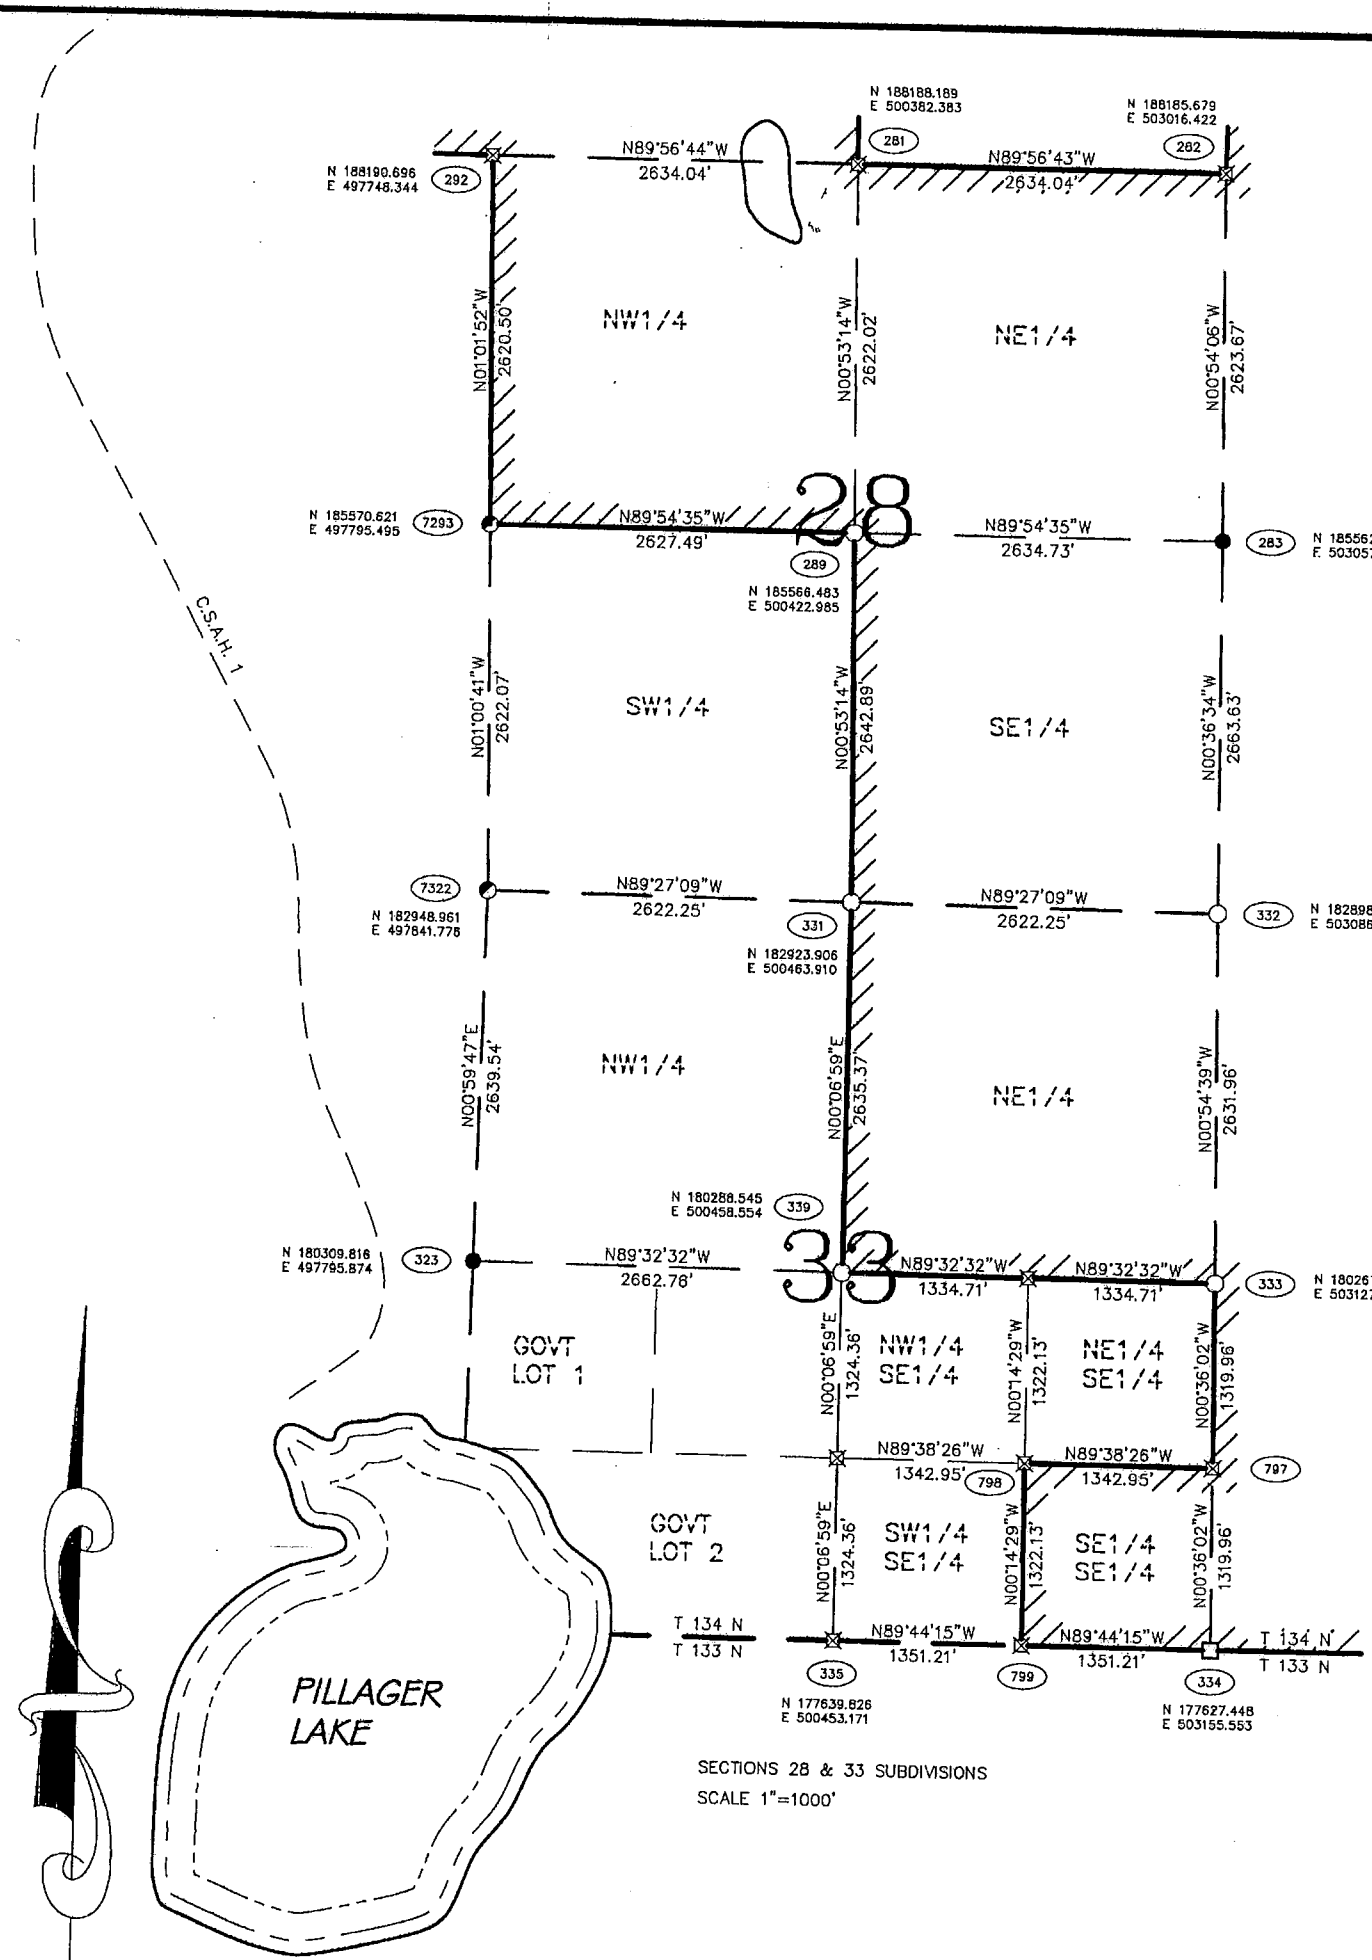 N 188188.189
E 500382.383
281
N 188185.679
E 503016.422
282
N 188190.696
E 497748.344
292
N89°56'44"W
2634.04'
N89°56'43"W
2634.04'
N01°01'52"W
2620.50'
NW1/4
N00°53'14"W
2622.02'
NE1/4
N00°54'06"W
2623.67'
N 185570.621
E 497795.495
7293
N89°54'35"W
2627.49'
28
N89°54'35"W
2634.73'
283
N 185562
E 503057
289
N 185566.483
E 500422.985
C.S.A.H. 1
N01°00'41"W
2622.07'
SW1/4
N00°53'14"W
2642.89'
SE1/4
N00°36'34"W
2663.63'
7322
N 182948.961
E 497841.776
N89°27'09"W
2622.25'
N89°27'09"W
2622.25'
331
N 182923.906
E 500463.910
332
N 182898
E 503086
N00°59'47"E
2639.54'
NW1/4
N00°06'59"E
2635.37'
NE1/4
N00°54'39"W
2631.96'
N 180288.545
E 500458.554
339
N 180309.816
E 497795.874
323
N89°32'32"W
2662.76'
33
N89°32'32"W
1334.71'
N89°32'32"W
1334.71'
333
N 18026
E 503127
GOVT
LOT 1
N00°06'59"E
1324.36'
NW1/4
SE1/4
N00°14'29"W
1322.13'
NE1/4
SE1/4
N00°36'02"W
1319.96'
N89°38'26"W
1342.95'
798
N89°38'26"W
1342.95'
797
GOVT
LOT 2
N00°06'59"E
1324.36'
SW1/4
SE1/4
N00°14'29"W
1322.13'
SE1/4
SE1/4
N00°36'02"W
1319.96'
T 134 N
T 133 N
N89°44'15"W
1351.21'
N89°44'15"W
1351.21'
T 134 N
T 133 N
335
N 177639.826
E 500453.171
799
334
N 177627.448
E 503155.553
PILLAGER
LAKE
SECTIONS 28 & 33 SUBDIVISIONS
SCALE 1"=1000'